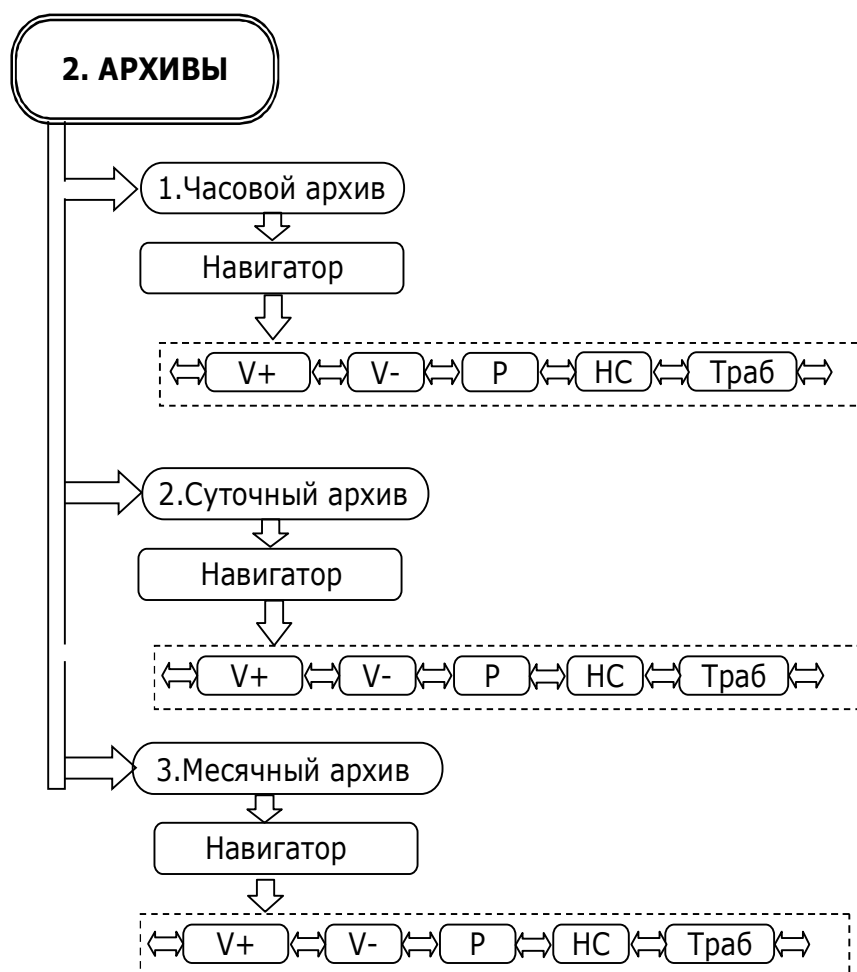 2. АРХИВЫ
1.Часовой архив
Навигатор
V+ V- P НС Траб
2.Суточный архив
Навигатор
V+ V- P НС Траб
3.Месячный архив
Навигатор
V+ V- P НС Траб